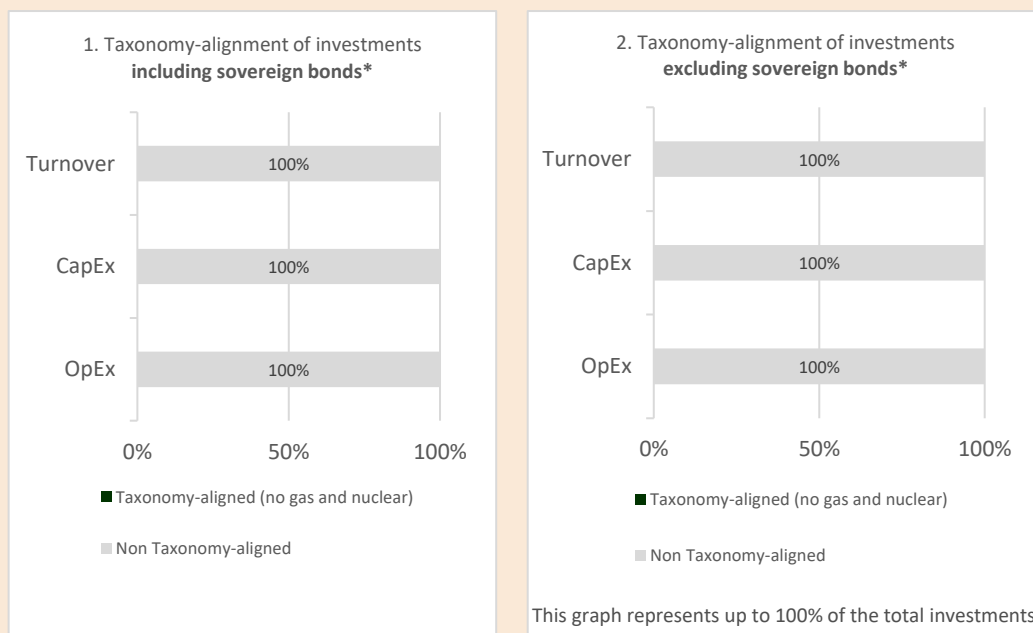 1. Taxonomy-alignment of investments
including sovereign bonds*
Turnover
100%
CapEx
100%
OpEx
100%
0%
50%
100%
Taxonomy-aligned (no gas and nuclear)
Non Taxonomy-aligned
2. Taxonomy-alignment of investments
excluding sovereign bonds*
Turnover
100%
CapEx
100%
OpEx
100%
0%
50%
100%
Taxonomy-aligned (no gas and nuclear)
Non Taxonomy-aligned
This graph represents up to 100% of the total investments